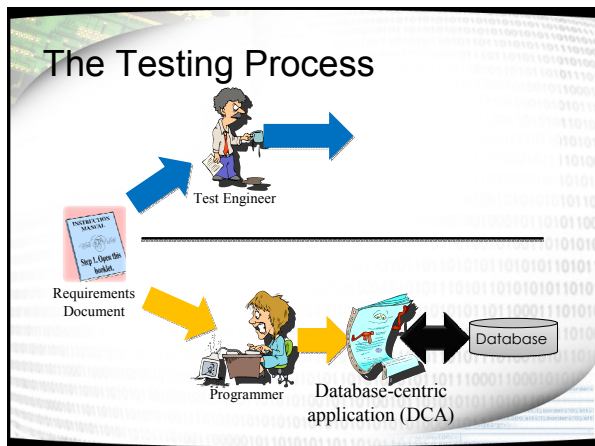 The Testing Process
Test Engineer
INSTRUCTION
MANUAL
Step 1. Open this
booklet.
Requirements
Document
Programmer
Database-centric
application (DCA)
Database